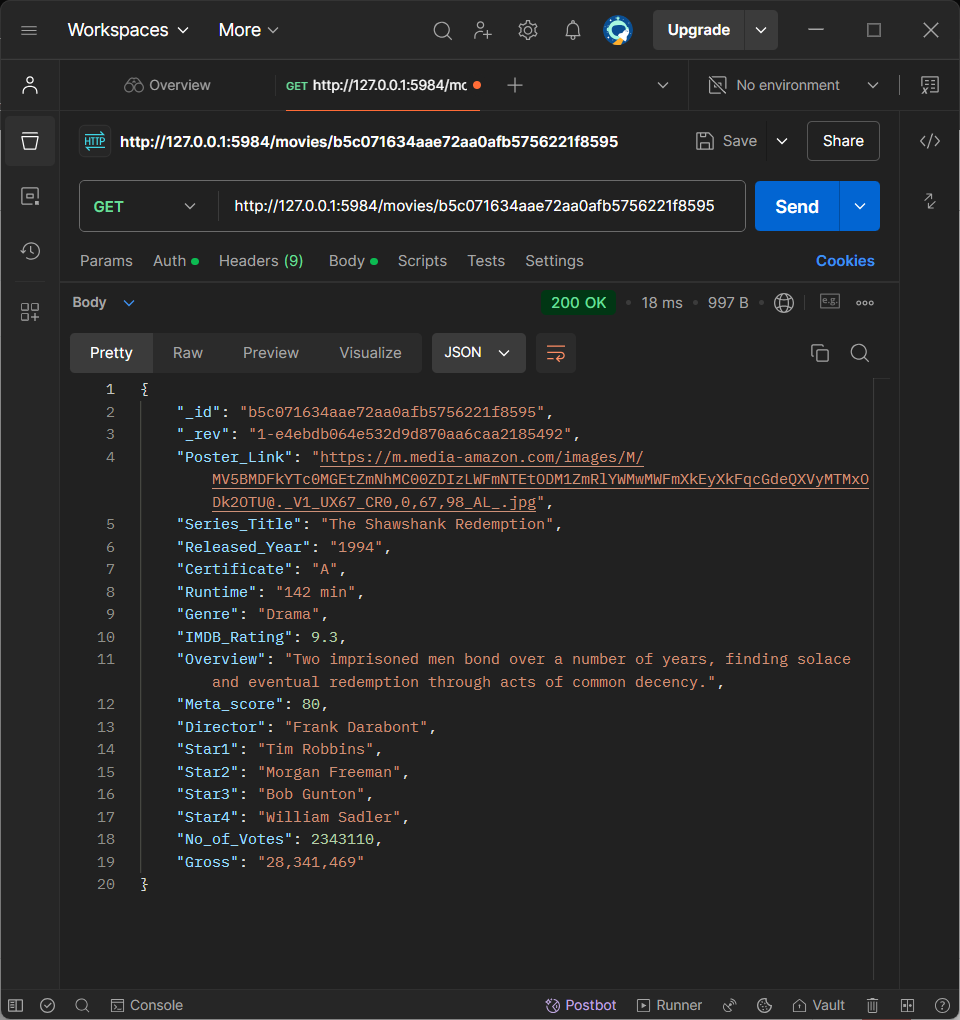 Workspaces More Upgrade
Overview GET http://127.0.0.1:5984/mc No environment
HTTP http://127.0.0.1:5984/movies/b5c071634aae72aa0afb5756221f8595 Save Share
GET http://127.0.0.1:5984/movies/b5c071634aae72aa0afb5756221f8595 Send
Params Auth Headers (9) Body Scripts Tests Settings Cookies
Body 200 OK 18 ms 997 B e.g.
Pretty Raw Preview Visualize JSON
1 {
2 "_id": "b5c071634aae72aa0afb5756221f8595",
3 "_rev": "1-e4ebdb064e532d9d870aa6caa2185492",
4 "Poster_Link": "https://m.media-amazon.com/images/M/
MV5BMDFkYTc0MGEtZmNhMC00ZDIzLWFmNTEtODM1ZmRlYWMwMWFmXkEyXkFqcGdeQXVyMTMxO
Dk2OTU@._V1_UX67_CR0,0,67,98_AL_.jpg",
5 "Series_Title": "The Shawshank Redemption",
6 "Released_Year": "1994",
7 "Certificate": "A",
8 "Runtime": "142 min",
9 "Genre": "Drama",
10 "IMDB_Rating": 9.3,
11 "Overview": "Two imprisoned men bond over a number of years, finding solace
and eventual redemption through acts of common decency.",
12 "Meta_score": 80,
13 "Director": "Frank Darabont",
14 "Star1": "Tim Robbins",
15 "Star2": "Morgan Freeman",
16 "Star3": "Bob Gunton",
17 "Star4": "William Sadler",
18 "No_of_Votes": 2343110,
19 "Gross": "28,341,469"
20 }
Console Postbot Runner Vault